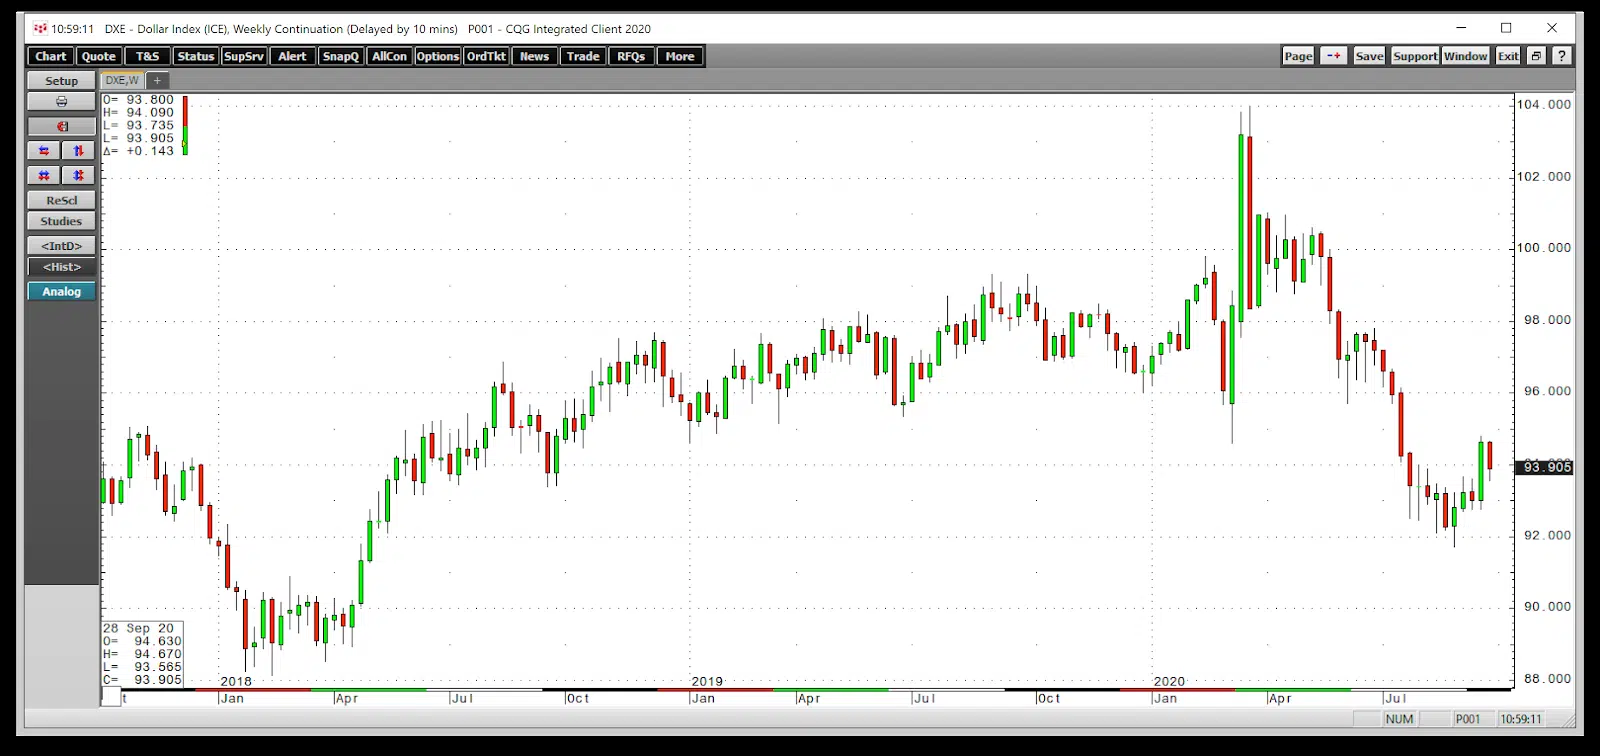 10:59:11 DXE - Dollar Index (ICE), Weekly Continuation (Delayed by 10 mins) P001 - CQG Integrated Client 2020
Chart Quote T&S Status SupSrv Alert SnapQ AllCon Options OrdTkt News Trade RFQs More Page -+ Save Support Window Exit ?
Setup
DXE,W +
O= 93.800
H= 94.090
L= 93.735
L= 93.905
Δ= +0.143
ReScl
Studies
<IntD>
<Hist>
Analog
104.000
102.000
100.000
98.000
96.000
93.905
92.000
90.000
88.000
28 Sep 20
O= 94.630
H= 94.670
L= 93.565
C= 93.905
2018 2019 2020
t Jan Apr Jul Oct Jan Apr Jul Oct Jan Apr Jul
NUM P001 10:59:11